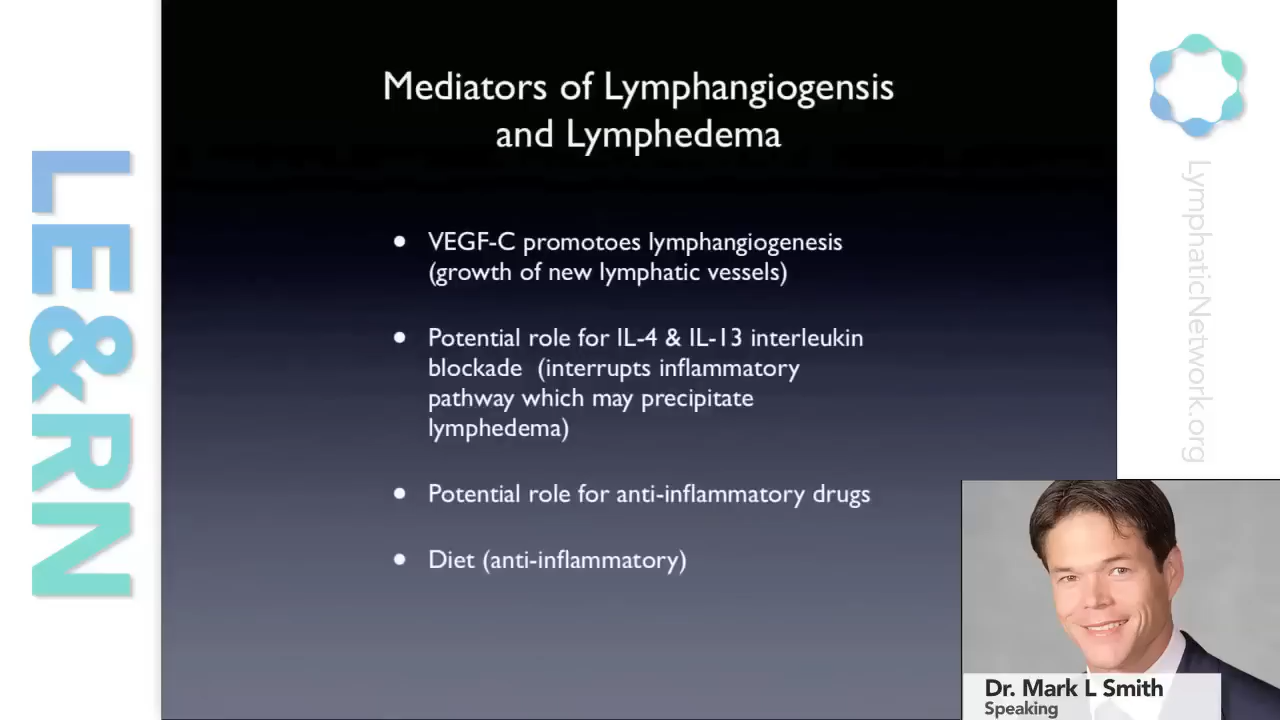 LE&RN
Mediators of Lymphangiogensis
and Lymphedema
• VEGF-C promotoes lymphangiogenesis
(growth of new lymphatic vessels)
• Potential role for IL-4 & IL-13 interleukin
blockade (interrupts inflammatory
pathway which may precipitate
lymphedema)
• Potential role for anti-inflammatory drugs
• Diet (anti-inflammatory)
LymphaticNetwork.org
Dr. Mark L Smith
Speaking